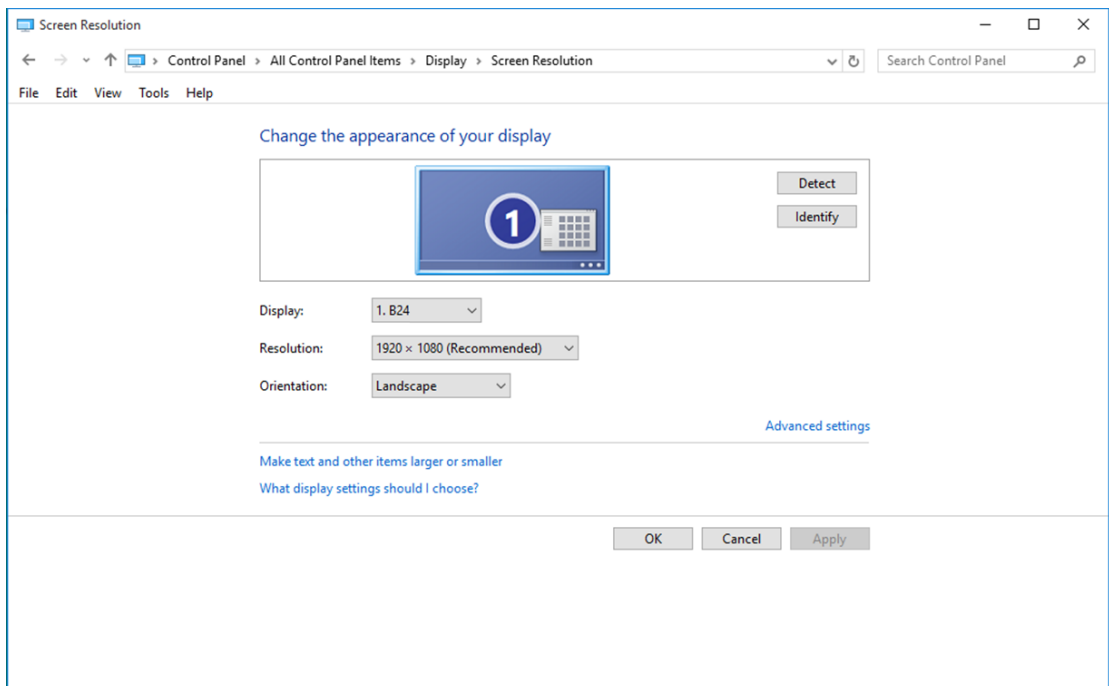 Screen Resolution
Control Panel > All Control Panel Items > Display > Screen Resolution
Search Control Panel
File Edit View Tools Help
Change the appearance of your display
1
Detect
Identify
Display: 1. B24
Resolution: 1920 × 1080 (Recommended)
Orientation: Landscape
Advanced settings
Make text and other items larger or smaller
What display settings should I choose?
OK Cancel Apply